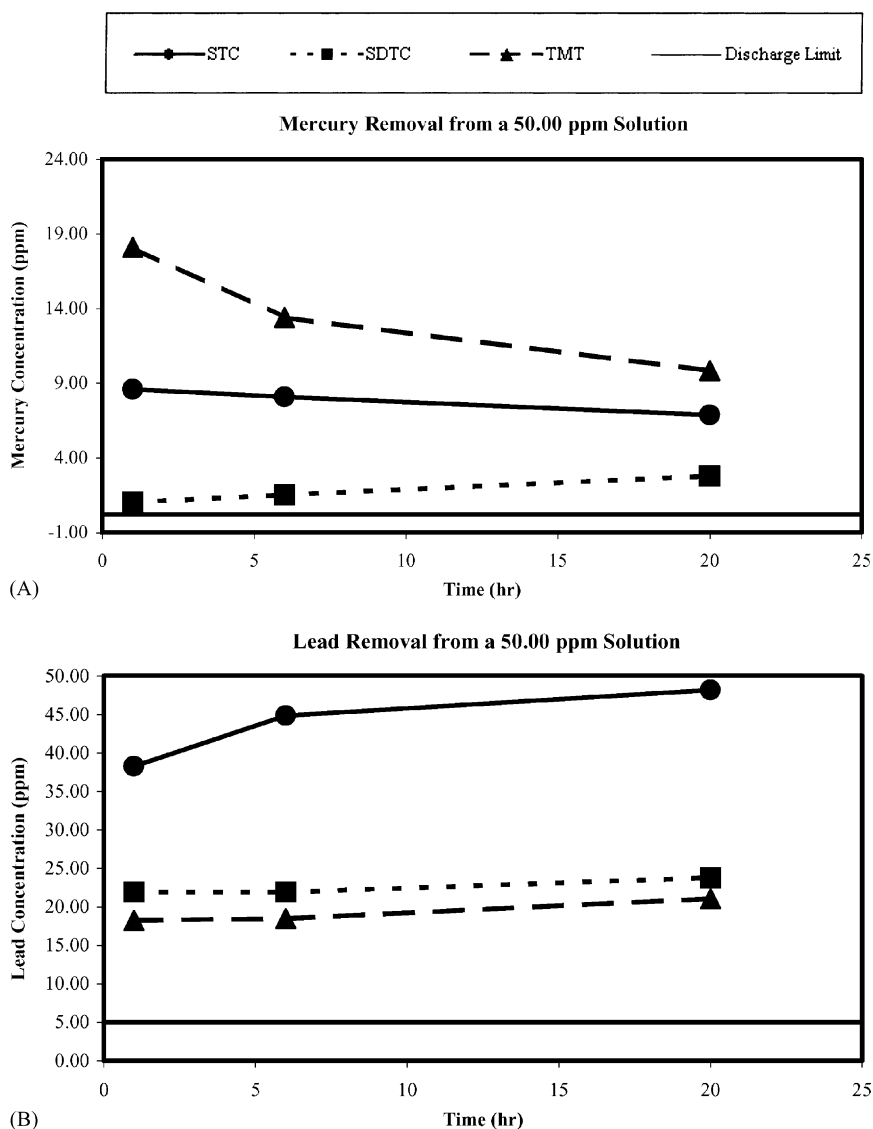 STC SDTC TMT Discharge Limit
Mercury Removal from a 50.00 ppm Solution
Mercury Concentration (ppm)
24.00
19.00
14.00
9.00
4.00
-1.00
0 5 10 15 20 25
Time (hr)
(A)
Lead Removal from a 50.00 ppm Solution
Lead Concentration (ppm)
50.00
45.00
40.00
35.00
30.00
25.00
20.00
15.00
10.00
5.00
0.00
0 5 10 15 20 25
Time (hr)
(B)